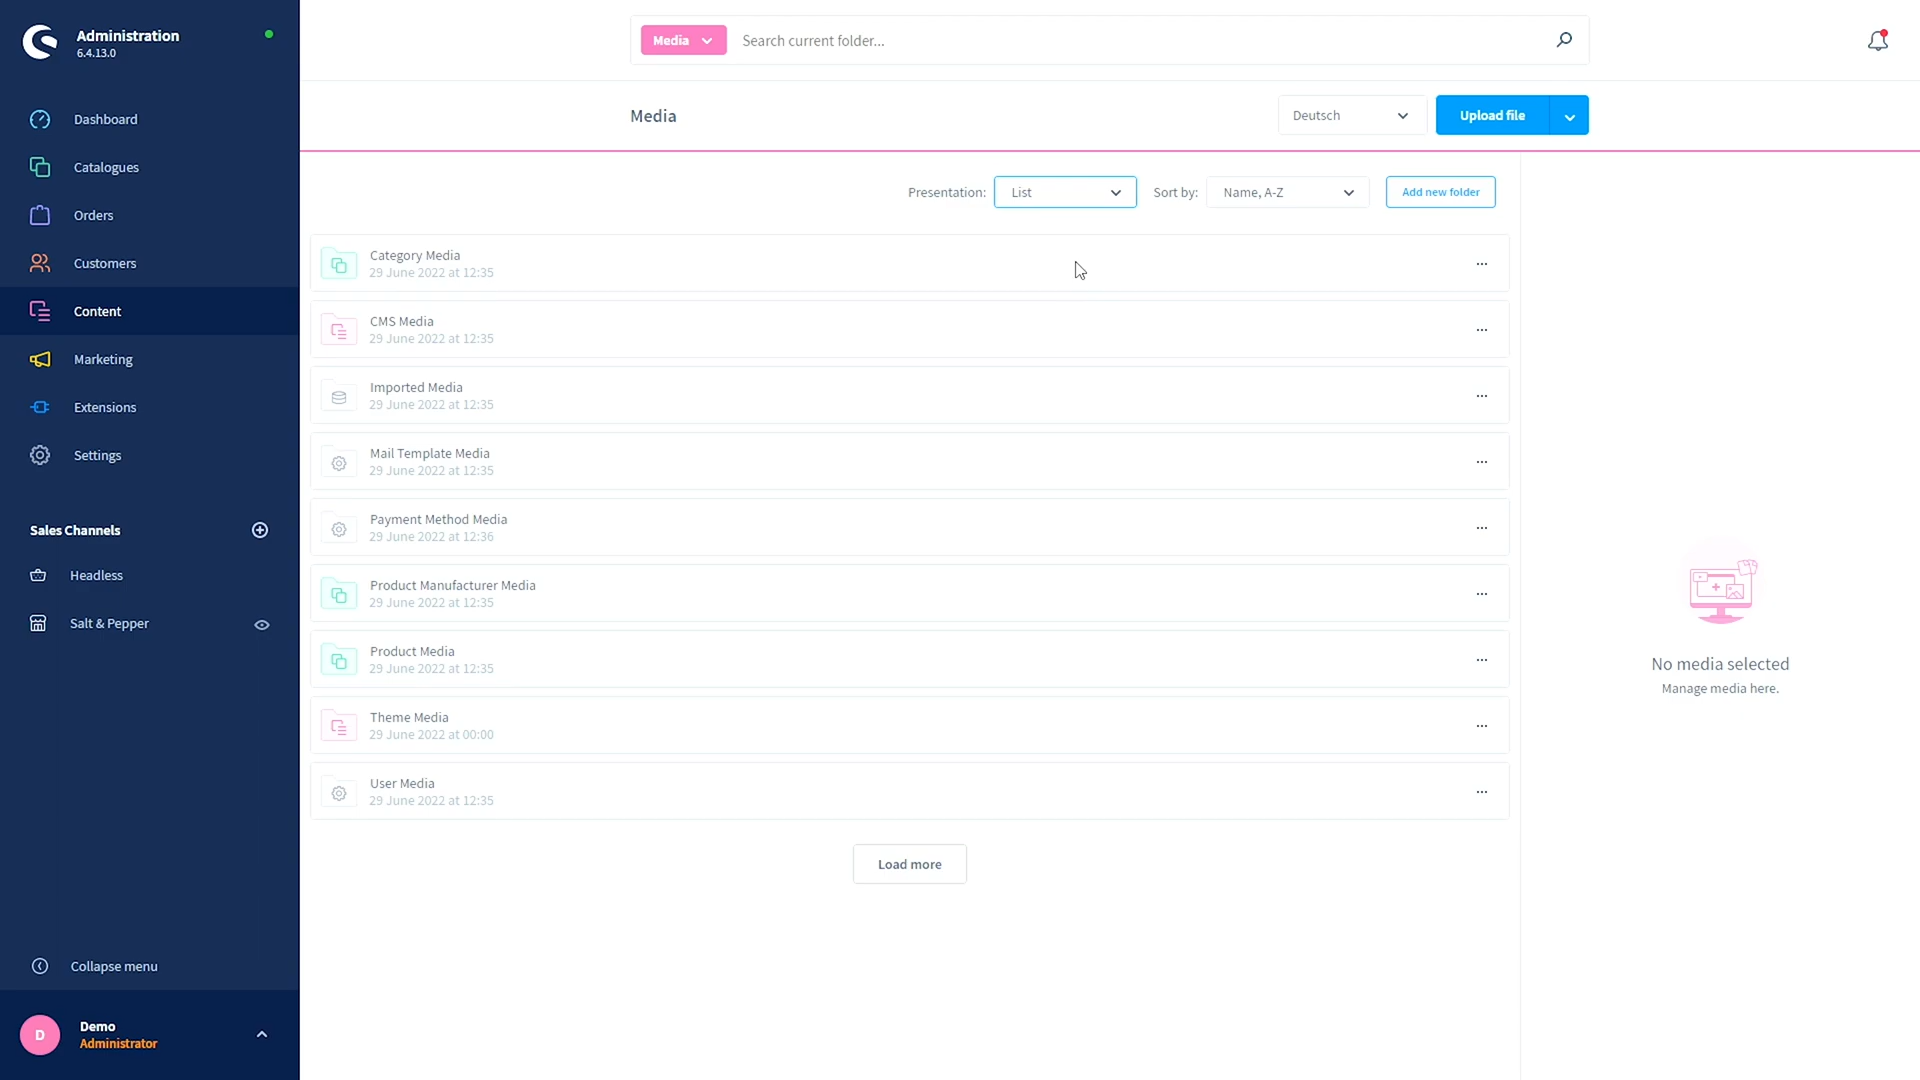 Administration
6.4.13.0
Dashboard
Catalogues
Orders
Customers
Content
Marketing
Extensions
Settings
Sales Channels
Headless
Salt & Pepper
Collapse menu
D
Demo
Administrator
Media
Search current folder...
Media
Deutsch
Upload file
Presentation:
List
Sort by:
Name, A-Z
Add new folder
Category Media
29 June 2022 at 12:35
CMS Media
29 June 2022 at 12:35
Imported Media
29 June 2022 at 12:35
Mail Template Media
29 June 2022 at 12:35
Payment Method Media
29 June 2022 at 12:36
Product Manufacturer Media
29 June 2022 at 12:35
Product Media
29 June 2022 at 12:35
Theme Media
29 June 2022 at 00:00
User Media
29 June 2022 at 12:35
Load more
No media selected
Manage media here.